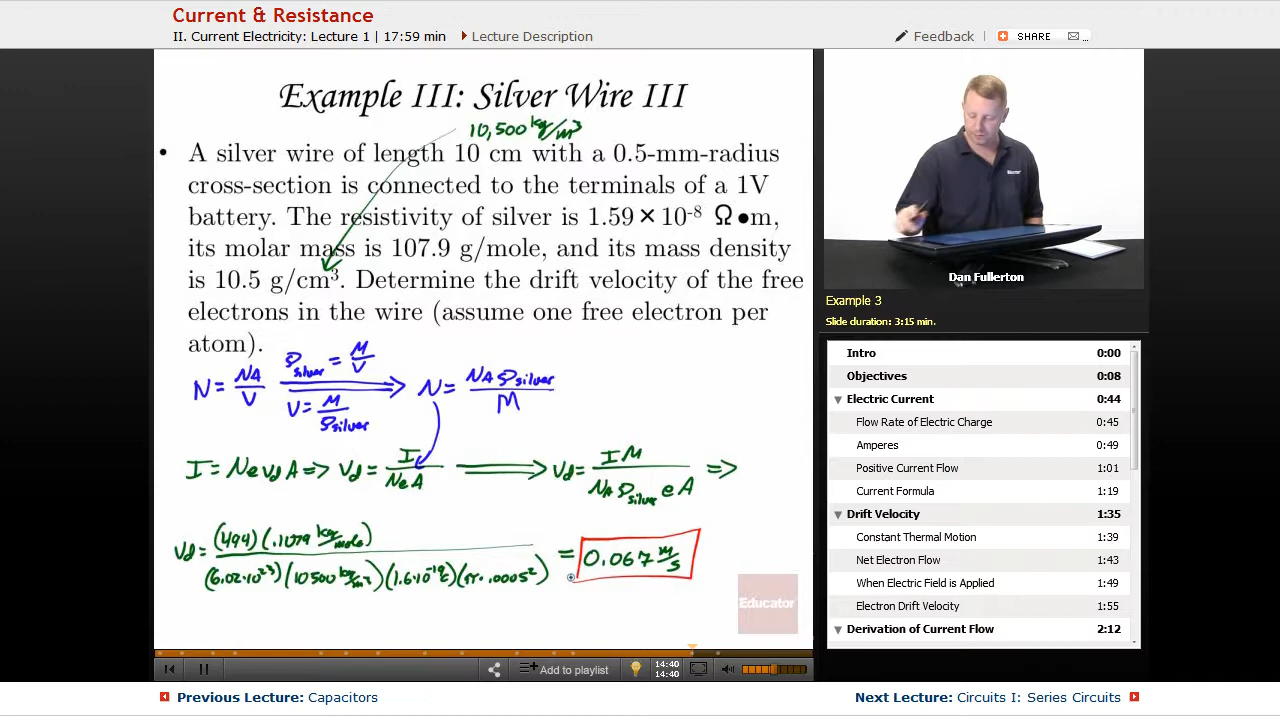 Current & Resistance
II. Current Electricity: Lecture 1 | 17:59 min Lecture Description
Feedback SHARE
Example III: Silver Wire III
10,500 kg/m³
• A silver wire of length 10 cm with a 0.5-mm-radius
cross-section is connected to the terminals of a 1V
battery. The resistivity of silver is 1.59×10⁻⁸ Ω●m,
its molar mass is 107.9 g/mole, and its mass density
is 10.5 g/cm³. Determine the drift velocity of the free
electrons in the wire (assume one free electron per
atom).
N = NA/V ρsilver = M/V V = M/ρsilver ⇒ N = NA ρsilver / M
I = N e vd A ⇒ vd = I / NeA ⇒ vd = I M / NA ρsilver e A ⇒
vd = (494)(.1079 kg/mole) / (6.02·10²³)(10500 kg/m³)(1.6·10⁻¹⁹ C)(π·.0005²) = 0.067 m/s
Educator
14:40
14:40
Add to playlist
Dan Fullerton
Example 3
Slide duration: 3:15 min.
Intro 0:00
Objectives 0:08
Electric Current 0:44
Flow Rate of Electric Charge 0:45
Amperes 0:49
Positive Current Flow 1:01
Current Formula 1:19
Drift Velocity 1:35
Constant Thermal Motion 1:39
Net Electron Flow 1:43
When Electric Field is Applied 1:49
Electron Drift Velocity 1:55
Derivation of Current Flow 2:12
Previous Lecture: Capacitors
Next Lecture: Circuits I: Series Circuits